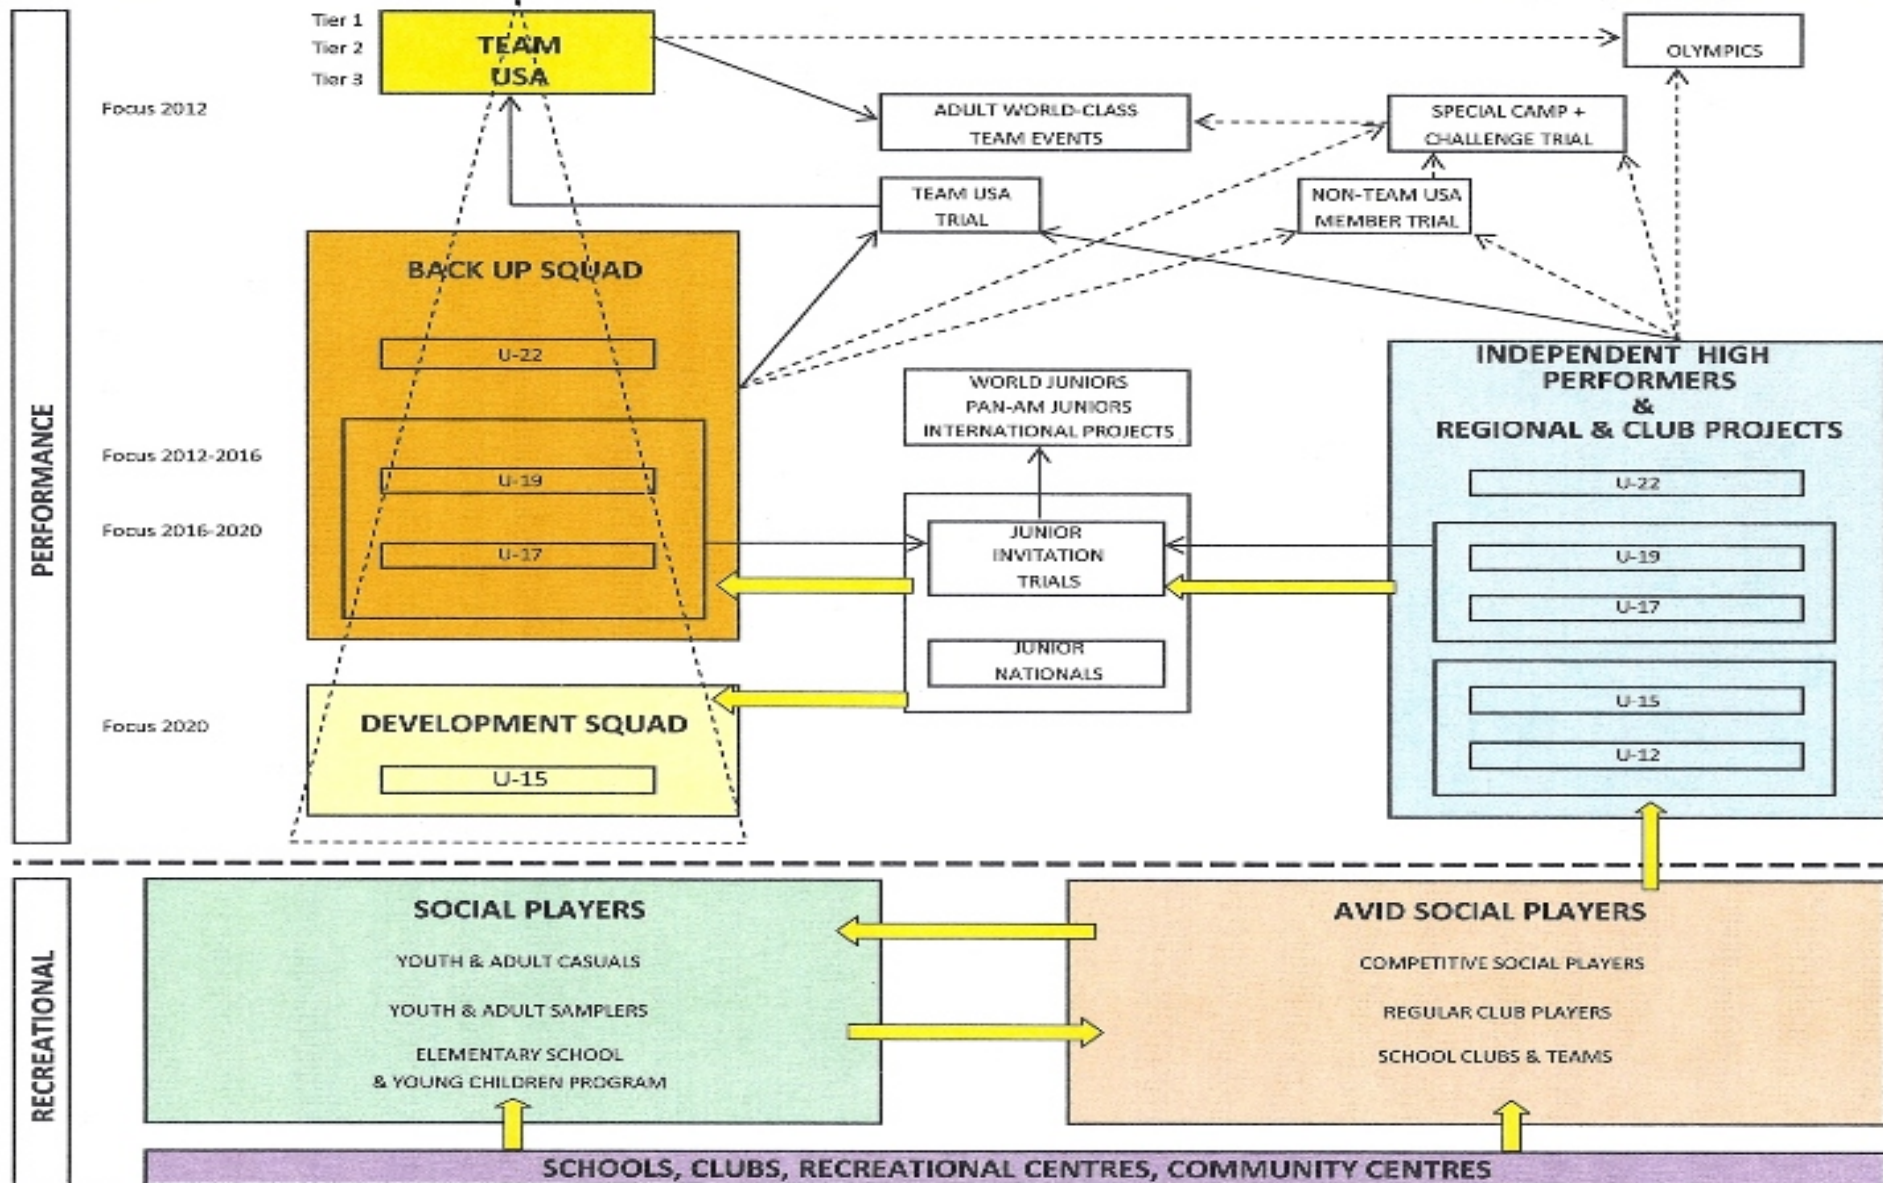 Tier 1
Tier 2
Tier 3
TEAM
USA
OLYMPICS
Focus 2012
ADULT WORLD-CLASS
TEAM EVENTS
SPECIAL CAMP +
CHALLENGE TRIAL
TEAM USA
TRIAL
NON-TEAM USA
MEMBER TRIAL
PERFORMANCE
BACK UP SQUAD
U-22
Focus 2012-2016
U-19
Focus 2016-2020
U-17
WORLD JUNIORS
PAN-AM JUNIORS
INTERNATIONAL PROJECTS
JUNIOR
INVITATION
TRIALS
JUNIOR
NATIONALS
INDEPENDENT HIGH
PERFORMERS
&
REGIONAL & CLUB PROJECTS
U-22
U-19
U-17
U-15
U-12
Focus 2020
DEVELOPMENT SQUAD
U-15
RECREATIONAL
SOCIAL PLAYERS
YOUTH & ADULT CASUALS
YOUTH & ADULT SAMPLERS
ELEMENTARY SCHOOL
& YOUNG CHILDREN PROGRAM
AVID SOCIAL PLAYERS
COMPETITIVE SOCIAL PLAYERS
REGULAR CLUB PLAYERS
SCHOOL CLUBS & TEAMS
SCHOOLS, CLUBS, RECREATIONAL CENTRES, COMMUNITY CENTRES